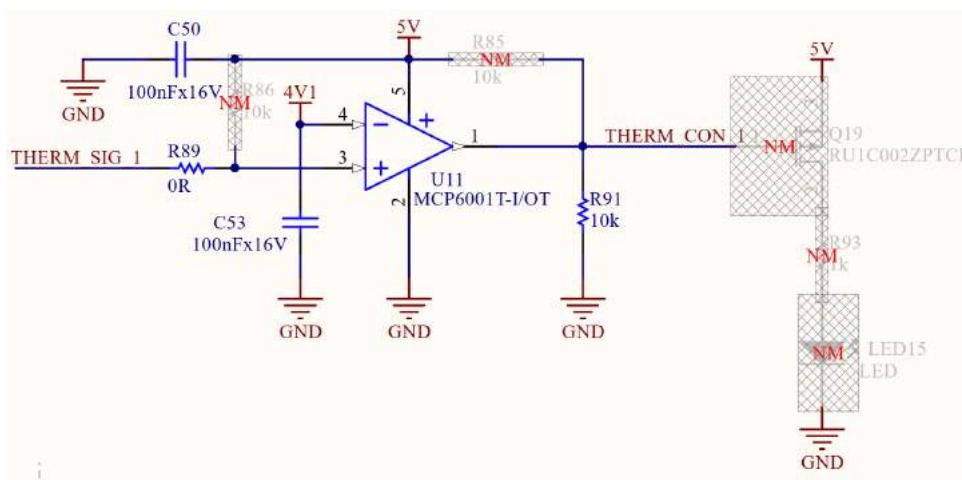 C50
5V
R85
NM
10k
5V
100nFx16V
GND
R86
NM
10k
4V1
4
5
THERM_SIG_1
R89
0R
3
1
THERM_CON_1
NM
Q19
U11
MCP6001T-I/OT
2
C53
100nFx16V
R91
10k
R93
NM
1k
GND
GND
GND
NM
LED15
LED
GND